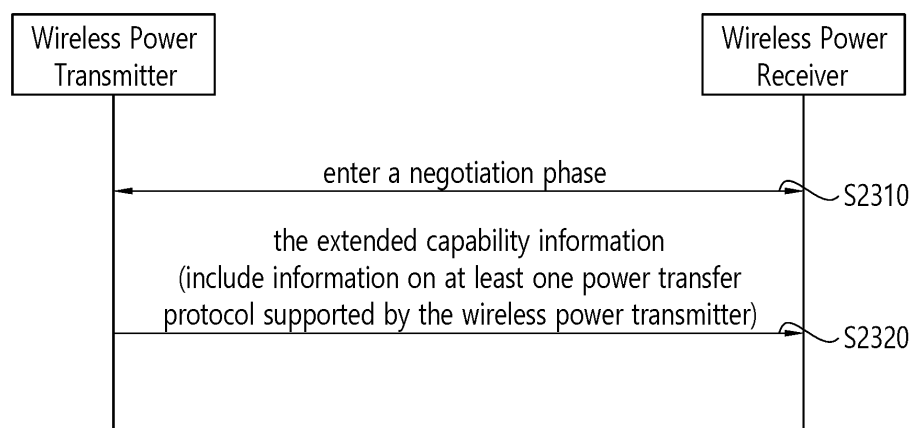 Wireless Power
Transmitter
Wireless Power
Receiver
enter a negotiation phase
S2310
the extended capability information
(include information on at least one power transfer
protocol supported by the wireless power transmitter)
S2320